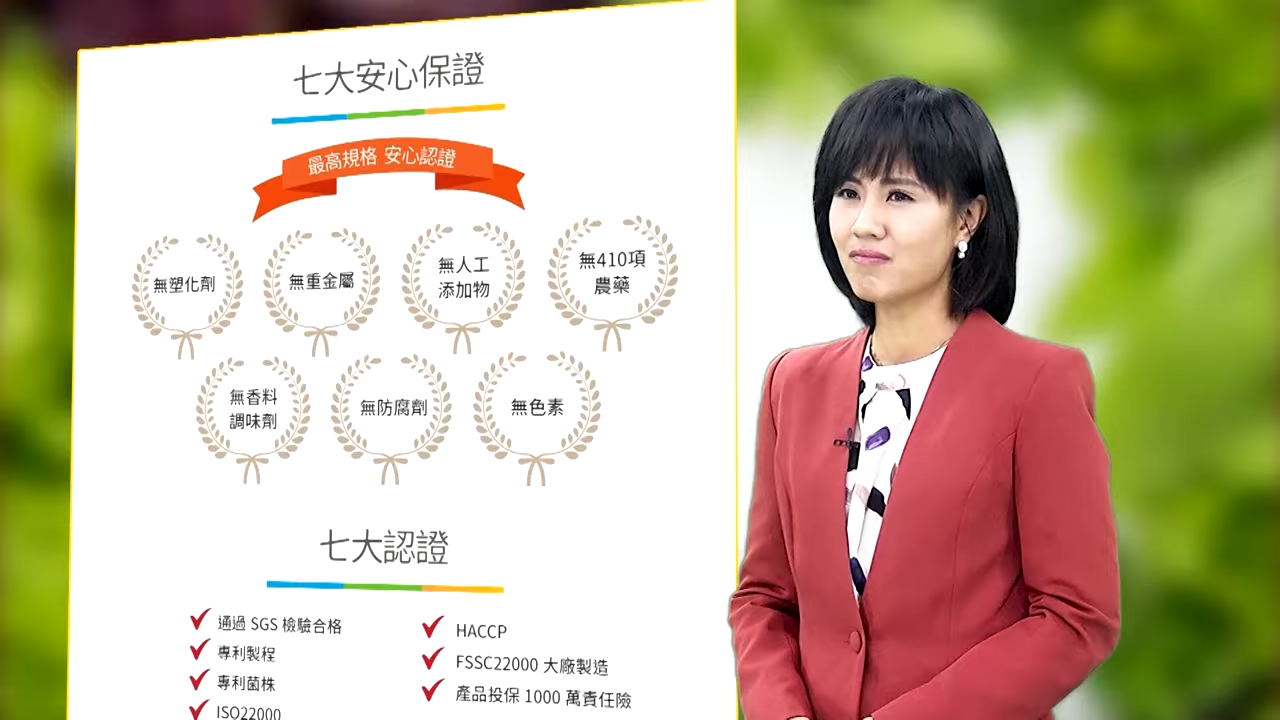 七大安心保證
最高規格 安心認證
無塑化劑
無重金屬
無人工
添加物
無410項
農藥
無香料
調味劑
無防腐劑
無色素
七大認證
通過 SGS 檢驗合格
專利製程
專利菌株
ISO22000
HACCP
FSSC22000 大廠製造
產品投保 1000 萬責任險